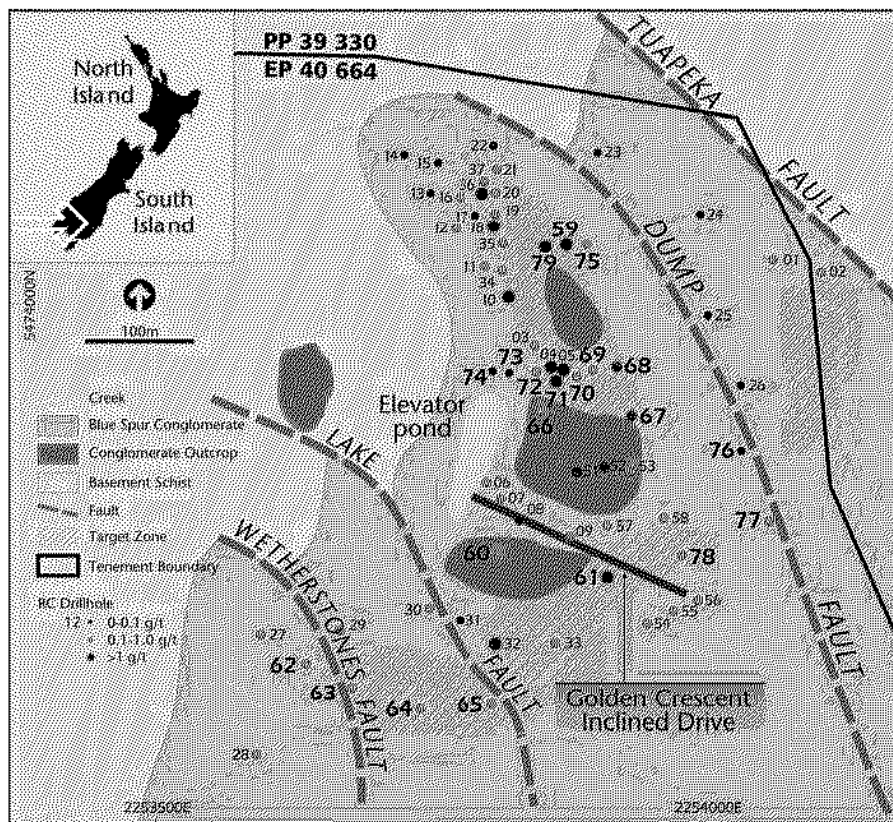 PP 39 330
EP 40 664
North
Island
South
Island
TUAPEKA
FAULT
22
23
14
15
37
21
36
20
13
16
19
24
17
18
12
35
59
79
75
01
02
11
34
10
DUMP
25
5474000N
100m
03
04
05
69
68
73
74
72
70
71
26
Elevator
pond
66
67
76
52
53
Creek
Blue Spur Conglomerate
Conglomerate Outcrop
Basement Schist
Fault
Target Zone
Tenement Boundary
RC Drillhole
12 0-0.1 g/t
0.1-1.0 g/t
>1 g/t
LAKE
FAULT
06
07
08
09
57
58
77
78
60
61
56
55
54
WETHERSTONES
FAULT
30
31
29
27
32
33
62
63
64
65
28
FAULT
Golden Crescent
Inclined Drive
2253500E
2254000E